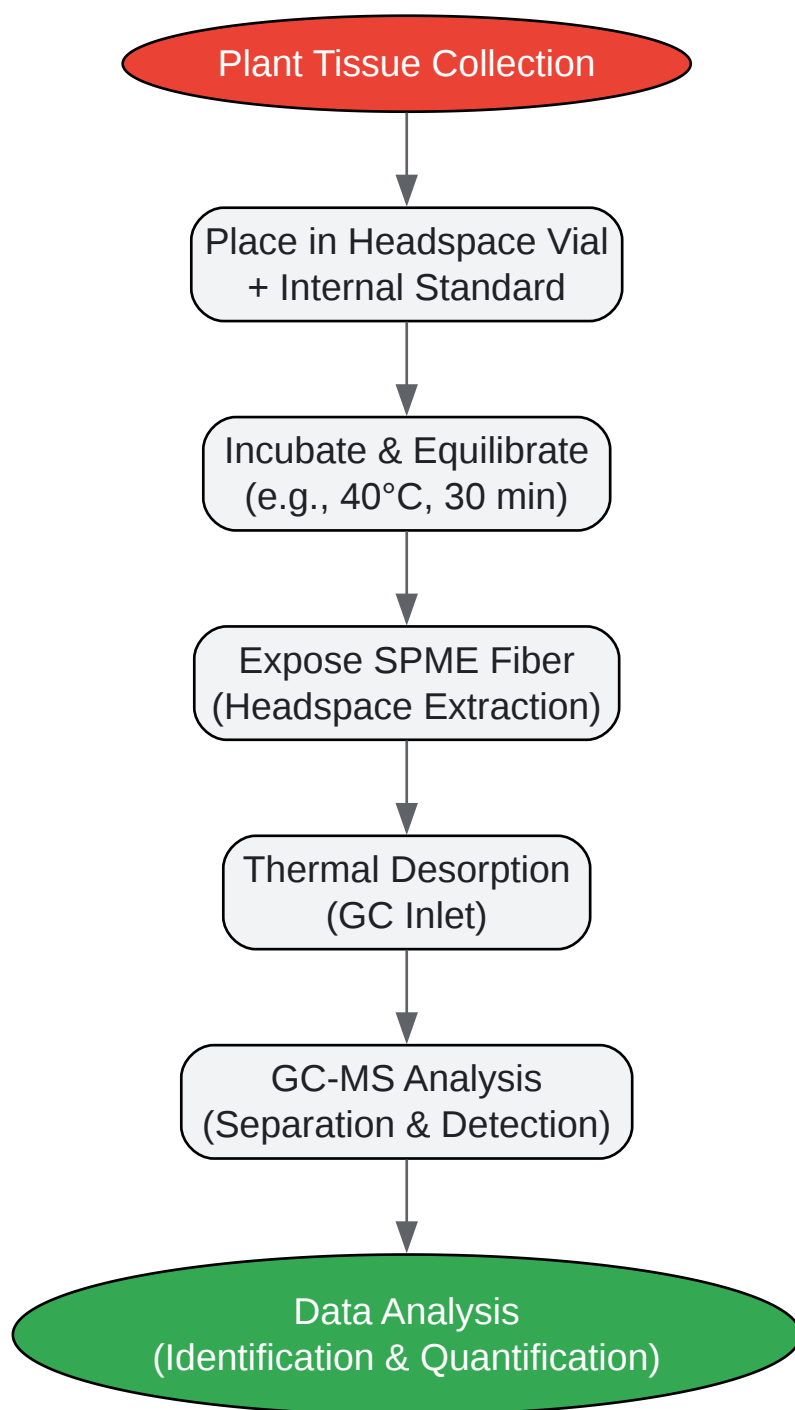 Plant Tissue Collection
Place in Headspace Vial
+ Internal Standard
Incubate & Equilibrate
(e.g., 40°C, 30 min)
Expose SPME Fiber
(Headspace Extraction)
Thermal Desorption
(GC Inlet)
GC-MS Analysis
(Separation & Detection)
Data Analysis
(Identification & Quantification)